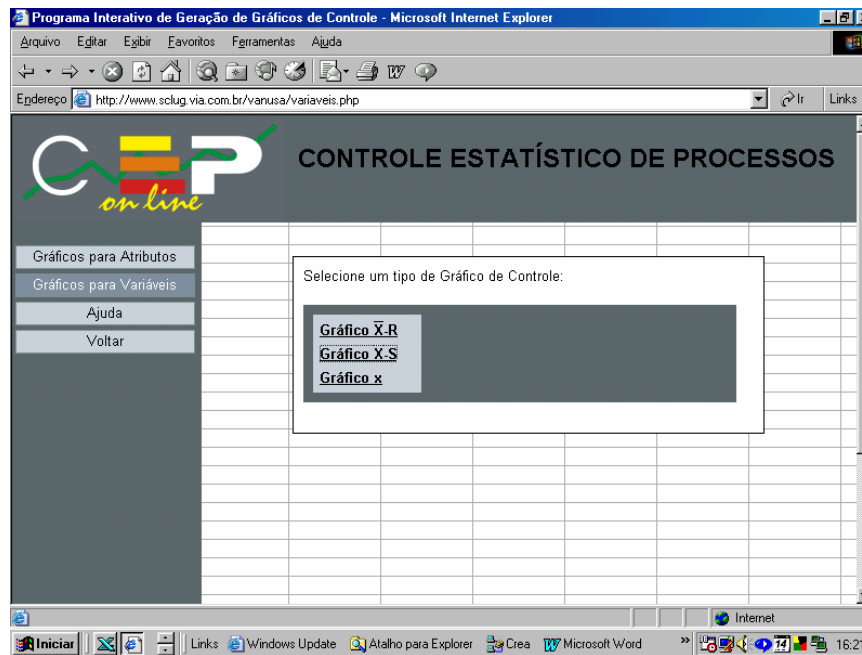 Programa Interativo de Geração de Gráficos de Controle - Microsoft Internet Explorer
Arquivo Editar Exibir Favoritos Ferramentas Ajuda
Endereço http://www.sclug.via.com.br/vanusa/variaveis.php Ir Links
CEP
on line
CONTROLE ESTATÍSTICO DE PROCESSOS
Gráficos para Atributos
Gráficos para Variáveis
Ajuda
Voltar
Selecione um tipo de Gráfico de Controle:
Gráfico X̅-R
Gráfico X-S
Gráfico x
Internet
Iniciar Links Windows Update Atalho para Explorer Crea Microsoft Word » 14